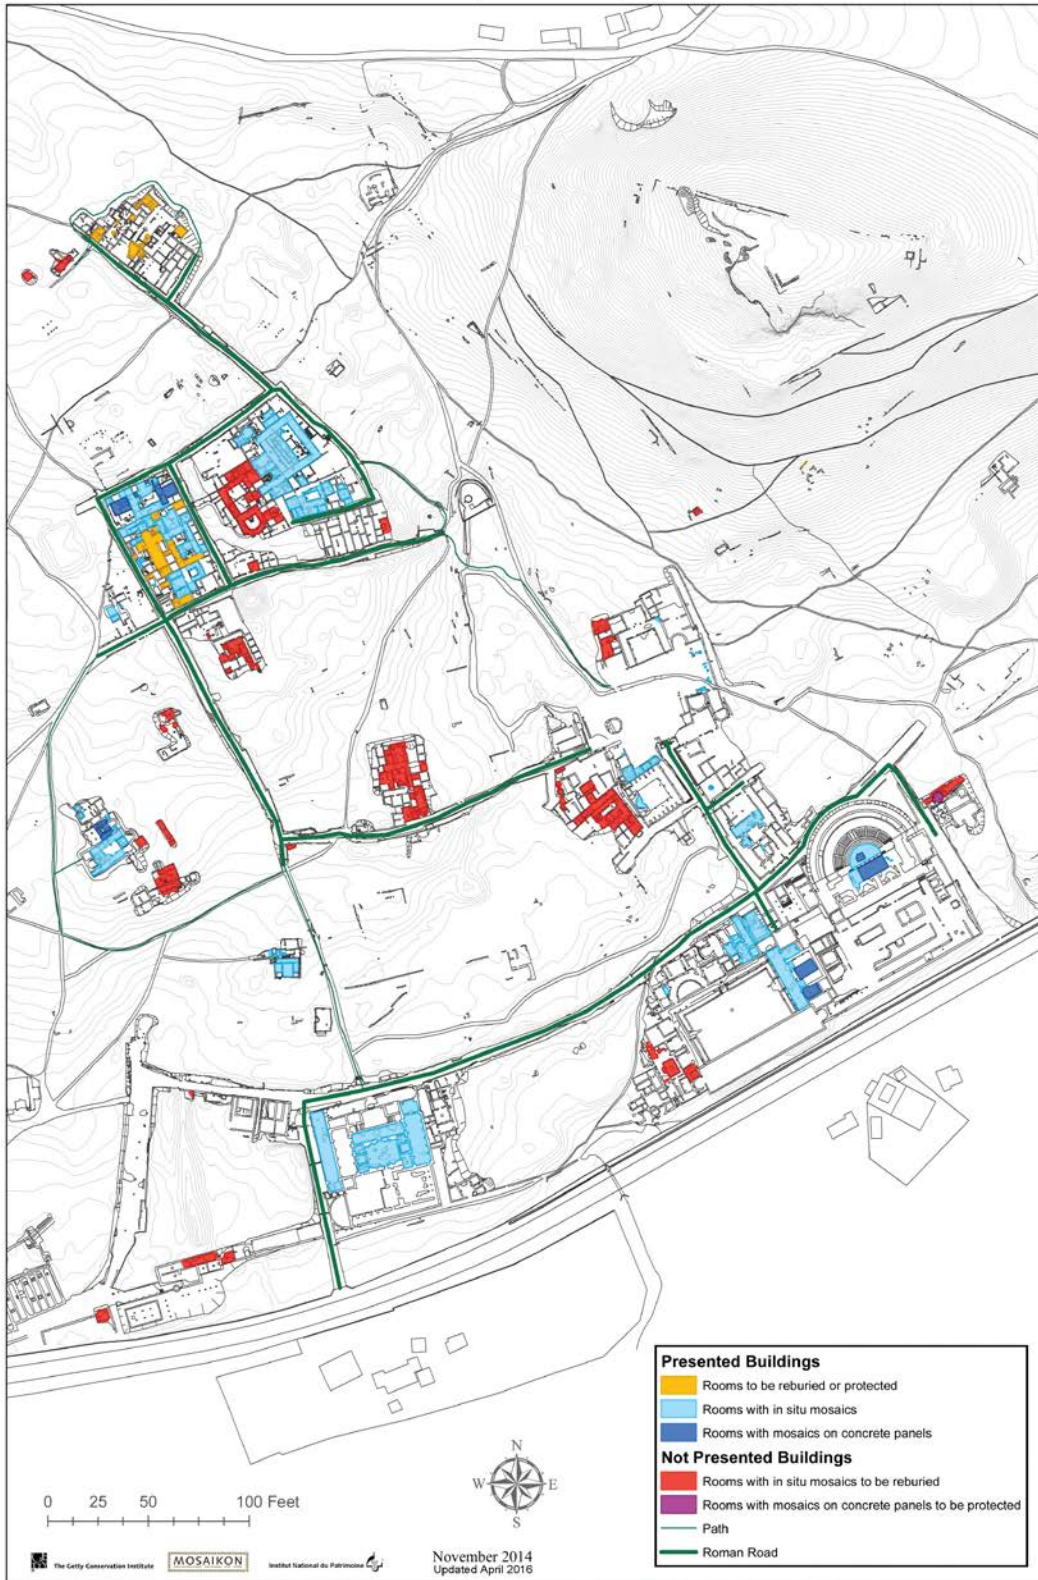 Presented Buildings
Rooms to be reburied or protected
Rooms with in situ mosaics
Rooms with mosaics on concrete panels
Not Presented Buildings
Rooms with in situ mosaics to be reburied
Rooms with mosaics on concrete panels to be protected
Path
Roman Road
N
W E
S
0 25 50 100 Feet
The Getty Conservation Institute
MOSAIKON
Institut National du Patrimoine
November 2014
Updated April 2016